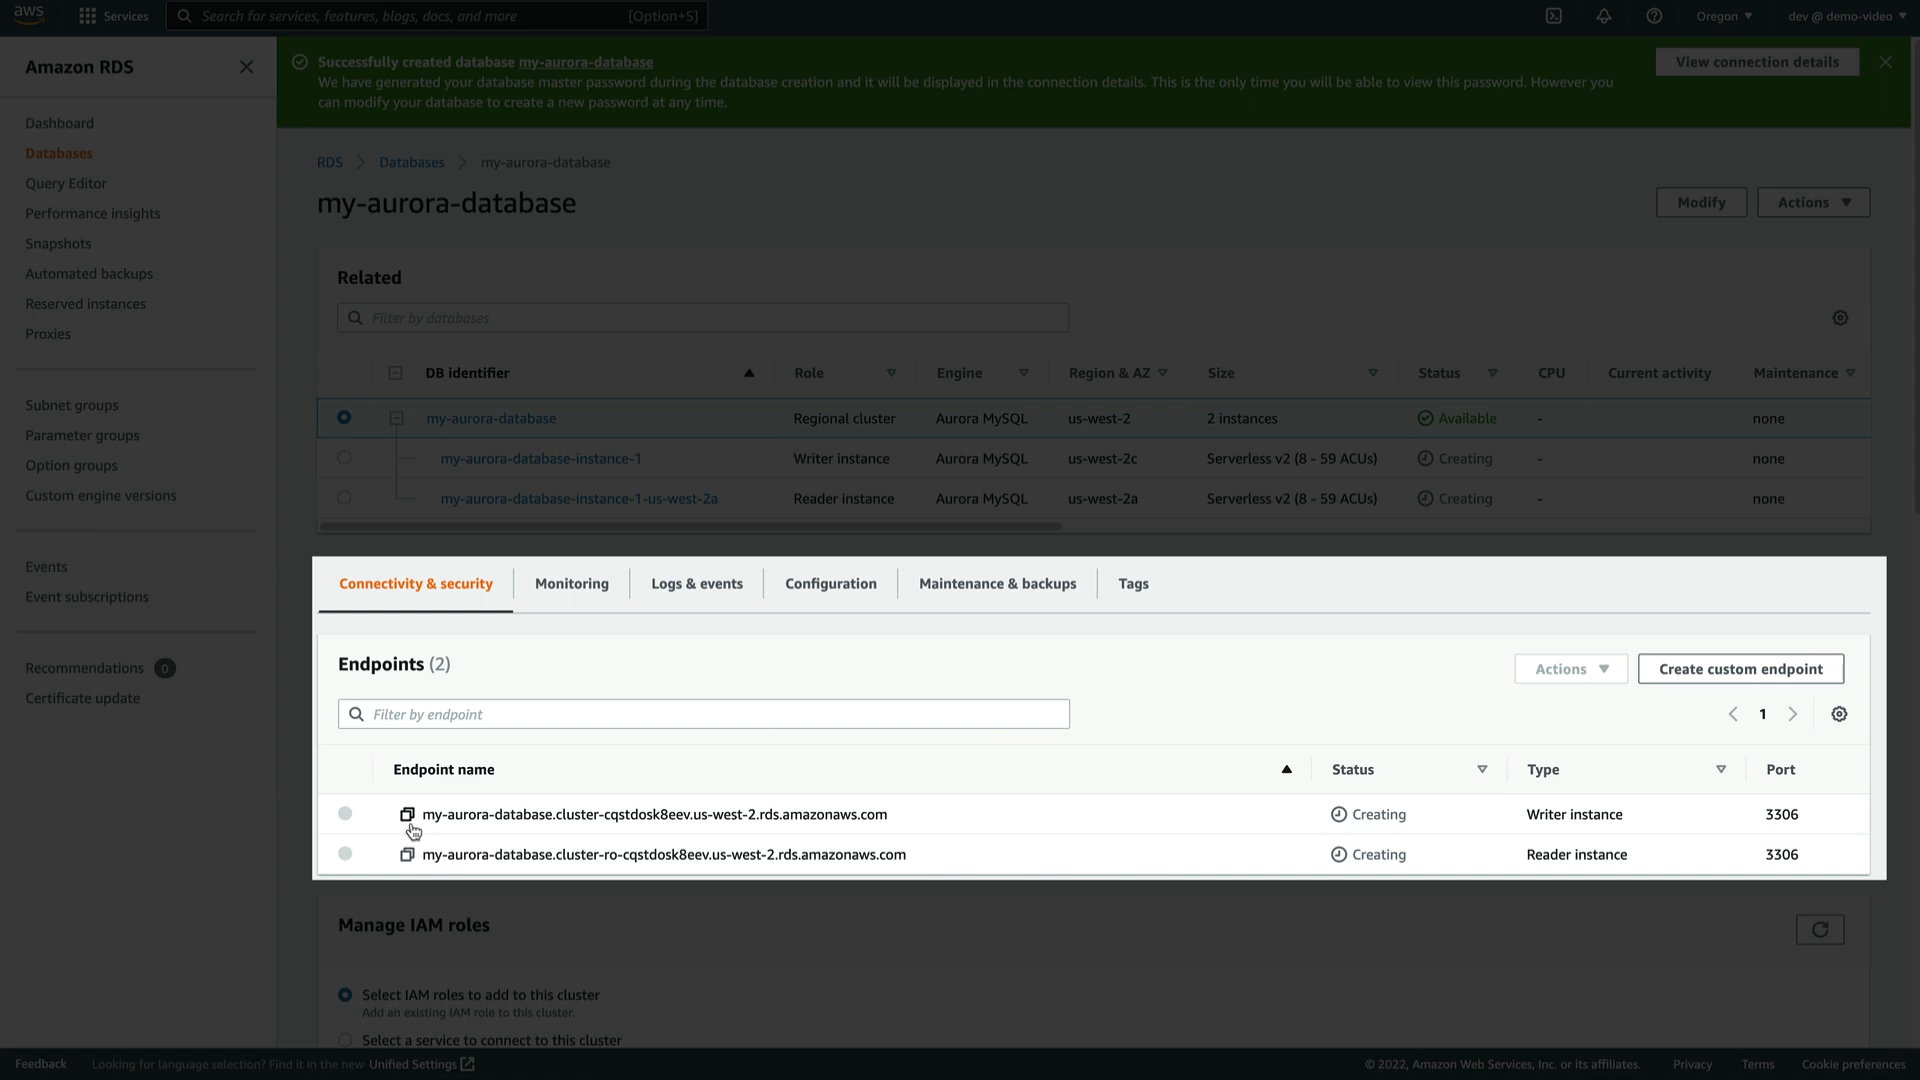 aws
Services
Search for services, features, blogs, docs, and more
[Option+S]
Oregon
dev @ demo-video
Amazon RDS
Dashboard
Databases
Query Editor
Performance insights
Snapshots
Automated backups
Reserved instances
Proxies
Subnet groups
Parameter groups
Option groups
Custom engine versions
Events
Event subscriptions
Recommendations 0
Certificate update
Successfully created database my-aurora-database
We have generated your database master password during the database creation and it will be displayed in the connection details. This is the only time you will be able to view this password. However you
can modify your database to create a new password at any time.
View connection details
RDS Databases my-aurora-database
my-aurora-database
Modify
Actions
Related
Filter by databases
DB identifier Role Engine Region & AZ Size Status CPU Current activity Maintenance
my-aurora-database Regional cluster Aurora MySQL us-west-2 2 instances Available - none
my-aurora-database-instance-1 Writer instance Aurora MySQL us-west-2c Serverless v2 (8 - 59 ACUs) Creating - none
my-aurora-database-instance-1-us-west-2a Reader instance Aurora MySQL us-west-2a Serverless v2 (8 - 59 ACUs) Creating - none
Connectivity & security Monitoring Logs & events Configuration Maintenance & backups Tags
Endpoints (2)
Actions
Create custom endpoint
Filter by endpoint
1
Endpoint name Status Type Port
my-aurora-database.cluster-cqstdosk8eev.us-west-2.rds.amazonaws.com Creating Writer instance 3306
my-aurora-database.cluster-ro-cqstdosk8eev.us-west-2.rds.amazonaws.com Creating Reader instance 3306
Manage IAM roles
Select IAM roles to add to this cluster
Add an existing IAM role to this cluster.
Select a service to connect to this cluster
Feedback
Looking for language selection? Find it in the new Unified Settings
© 2022, Amazon Web Services, Inc. or its affiliates.
Privacy
Terms
Cookie preferences